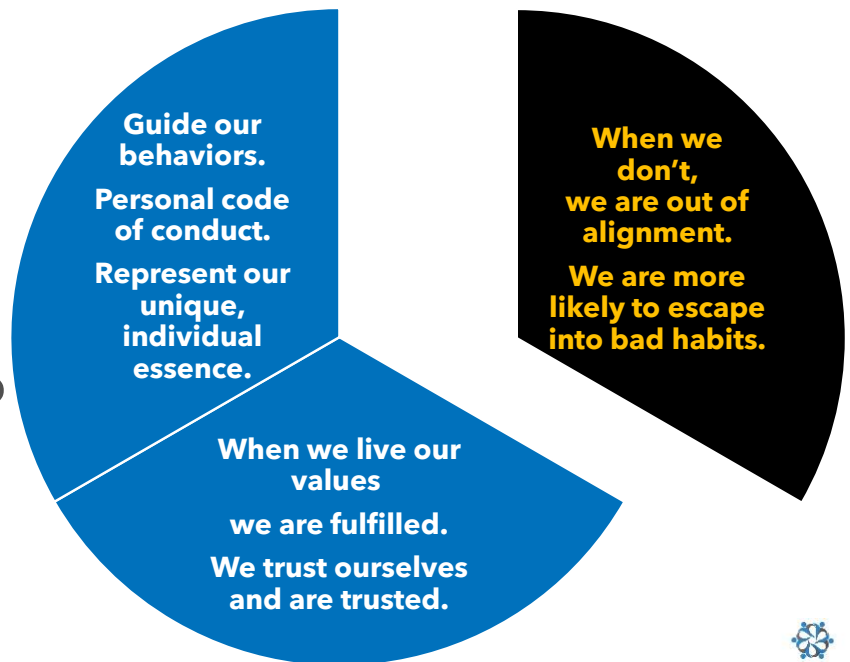 Guide our
behaviors.
Personal code
of conduct.
Represent our
unique,
individual
essence.
When we
don’t,
we are out of
alignment.
We are more
likely to escape
into bad habits.
When we live our
values
we are fulfilled.
We trust ourselves
and are trusted.